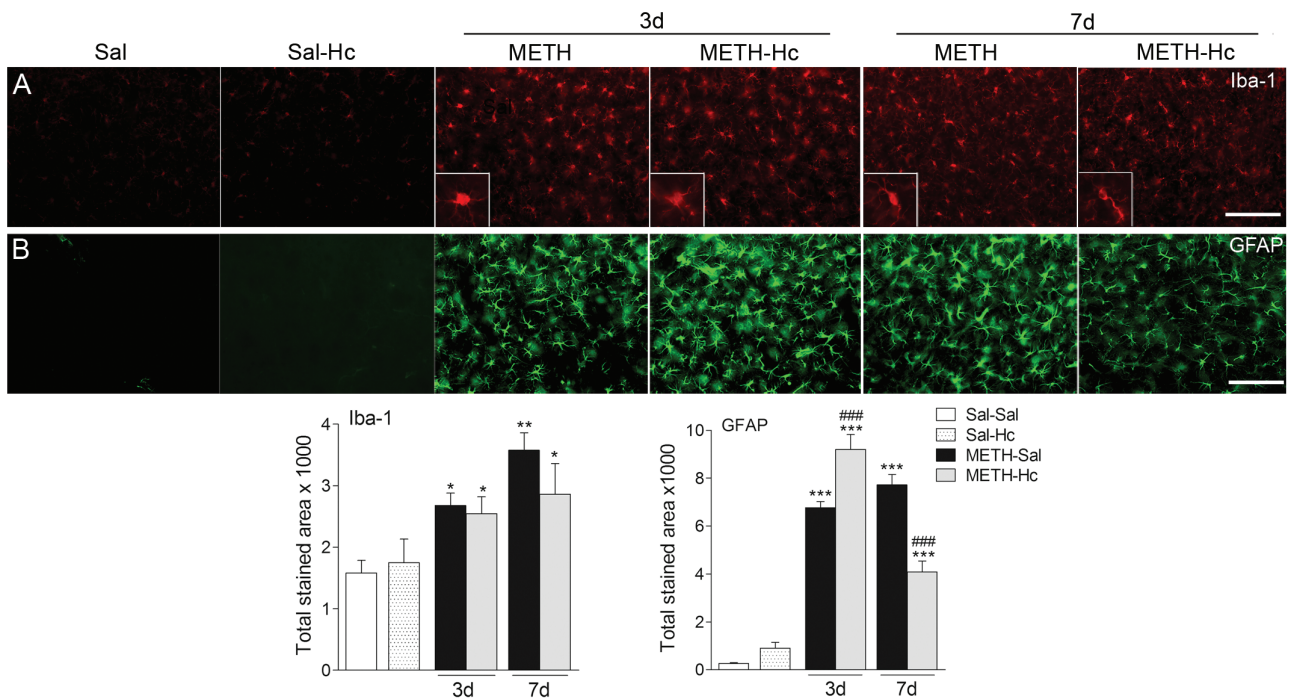 3d 7d
Sal Sal-Hc METH METH-Hc METH METH-Hc
A Iba-1
Sal
B GFAP
Iba-1
Total stained area x 1000
4
3
2
1
0
* * ** *
3d 7d
GFAP
Total stained area x1000
10
8
6
4
2
0
***
###
***
***
###
***
3d 7d
Sal-Sal
Sal-Hc
METH-Sal
METH-Hc